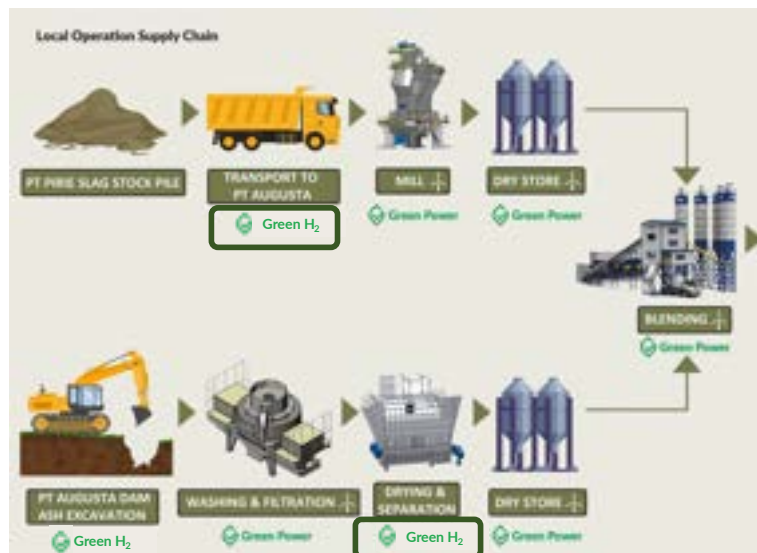 Local Operation Supply Chain
PT PIRIE SLAG STOCK PILE
TRANSPORT TO
PT AUGUSTA
Green H₂
MILL
Green Power
DRY STORE
Green Power
BLENDING
Green Power
PT AUGUSTA DAM
ASH EXCAVATION
Green H₂
WASHING & FILTRATION
Green Power
DRYING &
SEPARATION
Green H₂
DRY STORE
Green Power